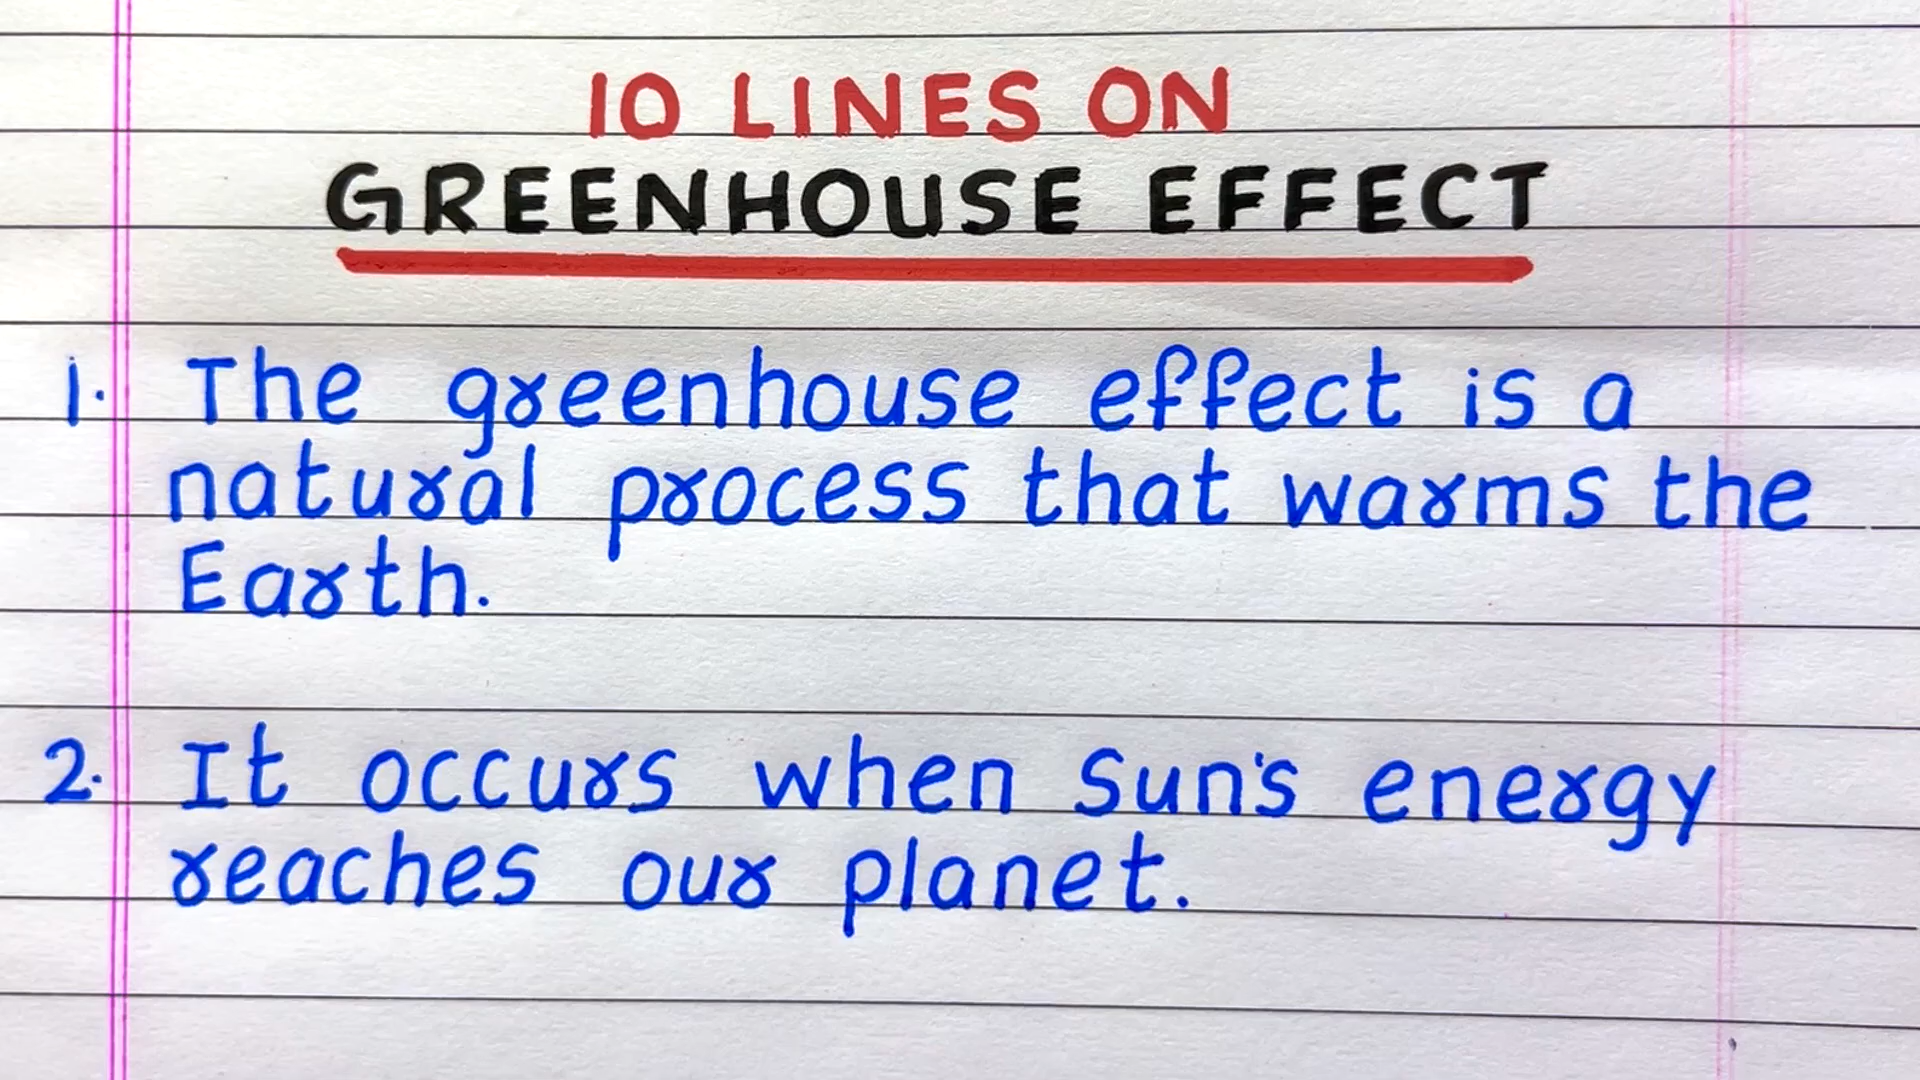 10 LINES ON
GREENHOUSE EFFECT
1. The greenhouse effect is a
natural process that warms the
Earth.
2. It occurs when Sun's energy
reaches our planet.